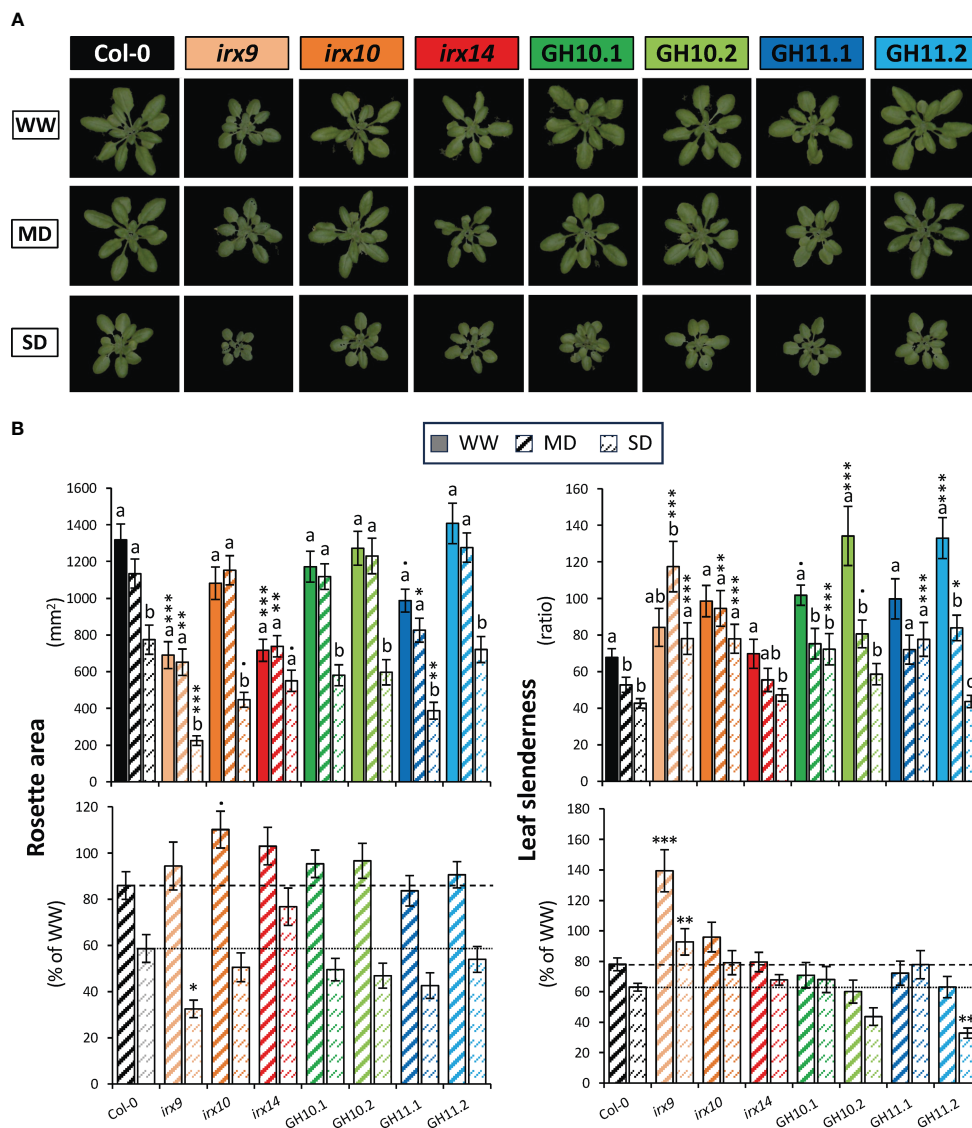 A
Col-0 irx9 irx10 irx14 GH10.1 GH10.2 GH11.1 GH11.2
WW
MD
SD
B
WW MD SD
Rosette area
(mm²)
1600
1400
1200
1000
800
600
400
200
0
a a b a*** a** b*** a a b• a*** a** a• a a b a a b a• a* b** a a b
(% of WW)
120
100
80
60
40
20
0
* •
Col-0 irx9 irx10 irx14 GH10.1 GH10.2 GH11.1 GH11.2
Leaf slenderness
(ratio)
160
140
120
100
80
60
40
20
0
a b b ab b*** a*** a a*** a*** a ab b a• b b*** a*** b• b a b a*** a*** b* c
(% of WW)
180
160
140
120
100
80
60
40
20
0
*** ** **
Col-0 irx9 irx10 irx14 GH10.1 GH10.2 GH11.1 GH11.2